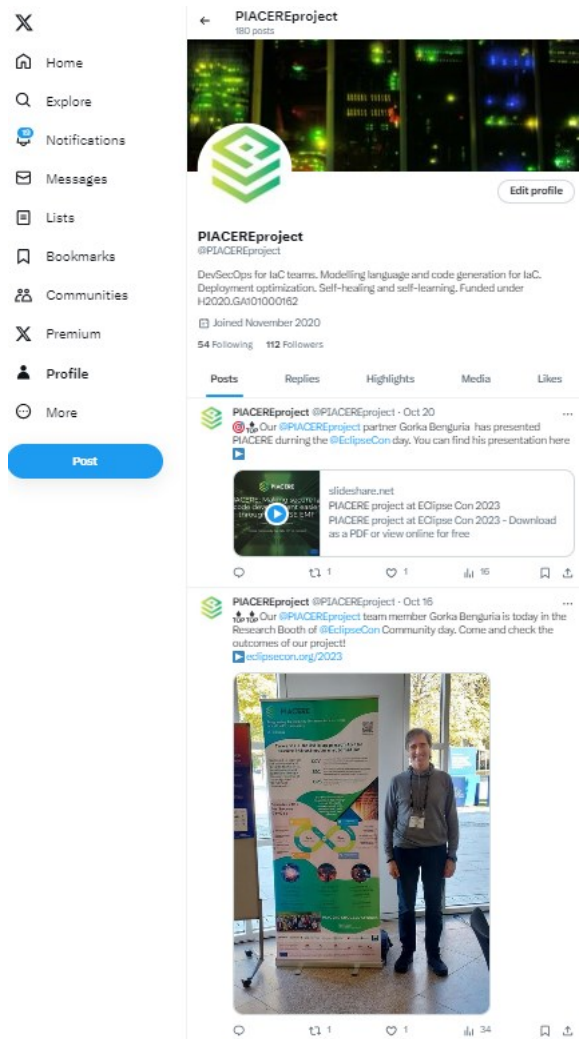 PIACEREproject
180 posts
Home
Explore
19
Notifications
Messages
Lists
Bookmarks
Communities
Premium
Profile
More
Post
Edit profile
PIACEREproject
@PIACEREproject
DevSecOps for IaC teams. Modelling language and code generation for IaC.
Deployment optimization. Self-healing and self-learning. Funded under
H2020.GA101000162
Joined November 2020
54 Following 112 Followers
Posts Replies Highlights Media Likes
PIACEREproject @PIACEREproject · Oct 20
TOP Our @PIACEREproject partner Gorka Benguria has presented
PIACERE durning the @EclipseCon day. You can find his presentation here
PIACERE
slideshare.net
PIACERE project at EClipse Con 2023
PIACERE project at EClipse Con 2023 - Download
as a PDF or view online for free
1 1 16
PIACEREproject @PIACEREproject · Oct 16
TOP TOP Our @PIACEREproject team member Gorka Benguria is today in the
Research Booth of @EclipseCon Community day. Come and check the
outcomes of our project!
eclipsecon.org/2023
PIACERE
1 1 34